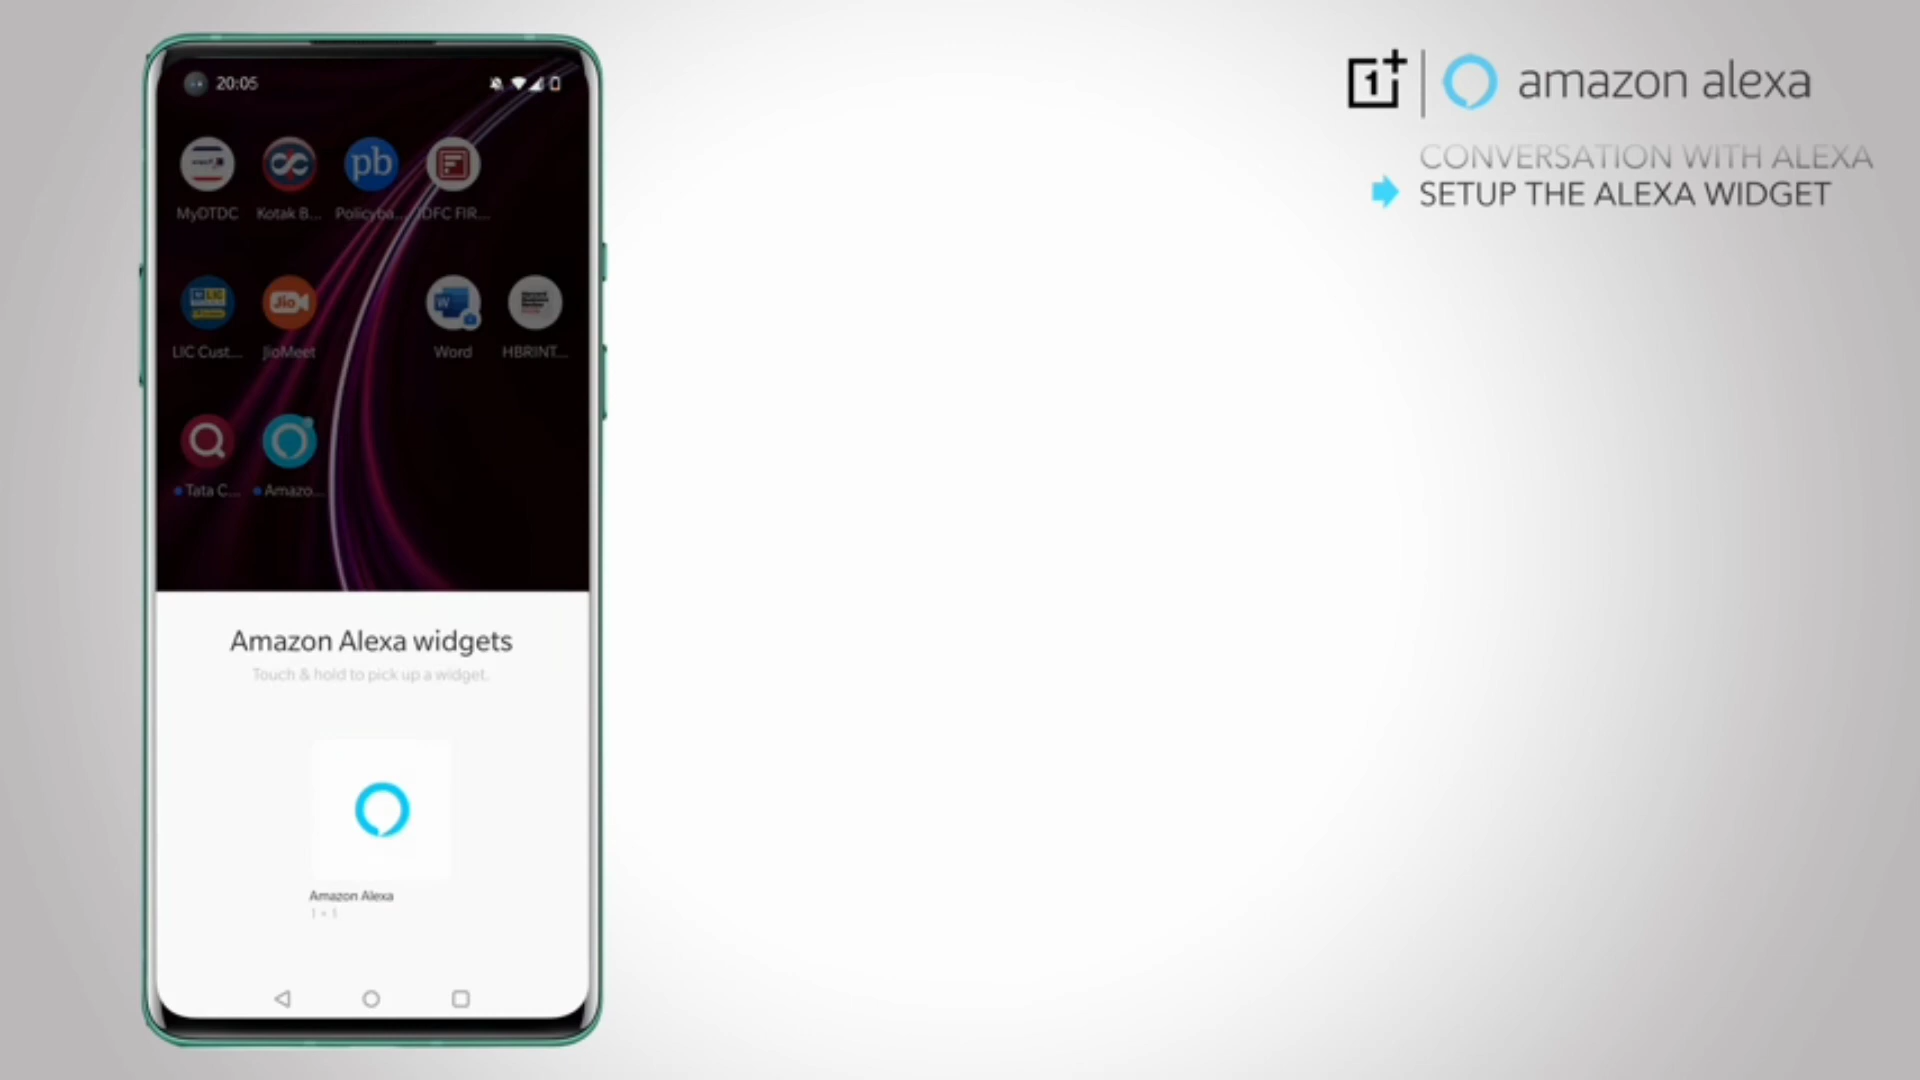 20:05
MyDTDC Kotak B... Policyba... IDFC FIR...
pb
LIC Cust... JioMeet Word HBRINT...
LIC
Jio
W
Tata C... Amazo...
Amazon Alexa widgets
Touch & hold to pick up a widget.
Amazon Alexa
1 × 1
1+
amazon alexa
CONVERSATION WITH ALEXA
SETUP THE ALEXA WIDGET